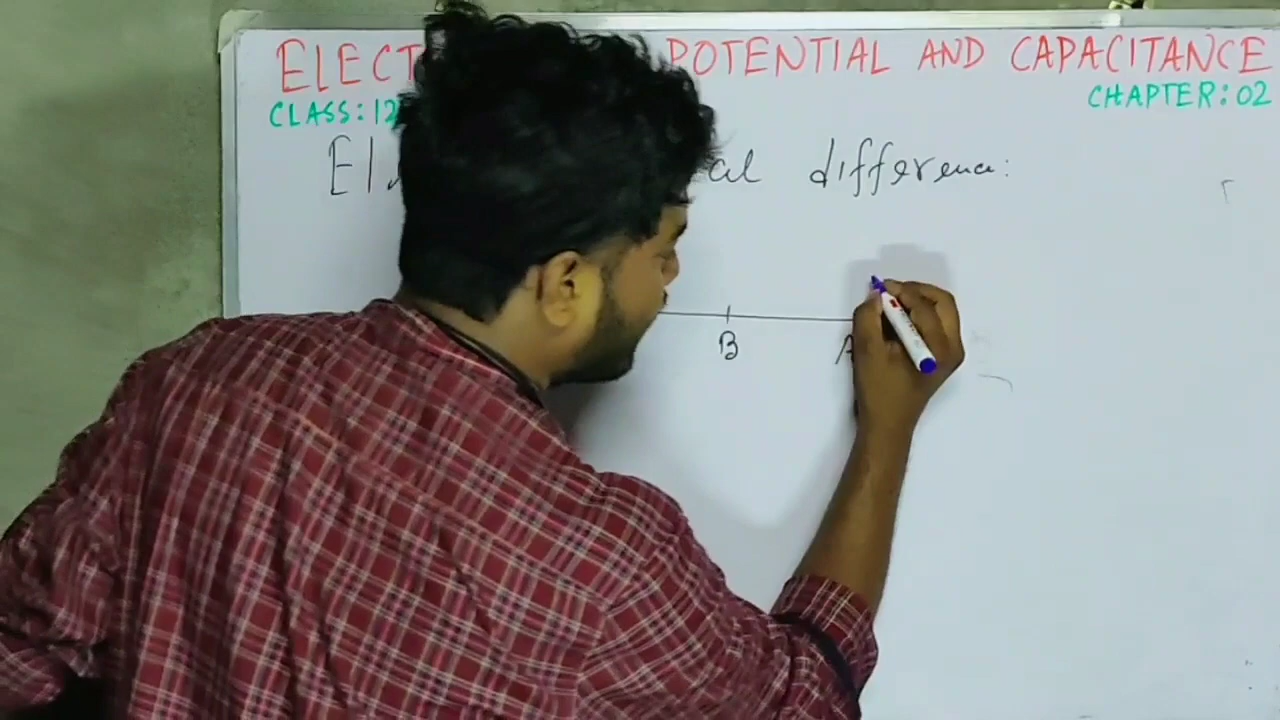 ELECT POTENTIAL AND CAPACITANCE
CLASS:12 CHAPTER:02
El al difference:
B A